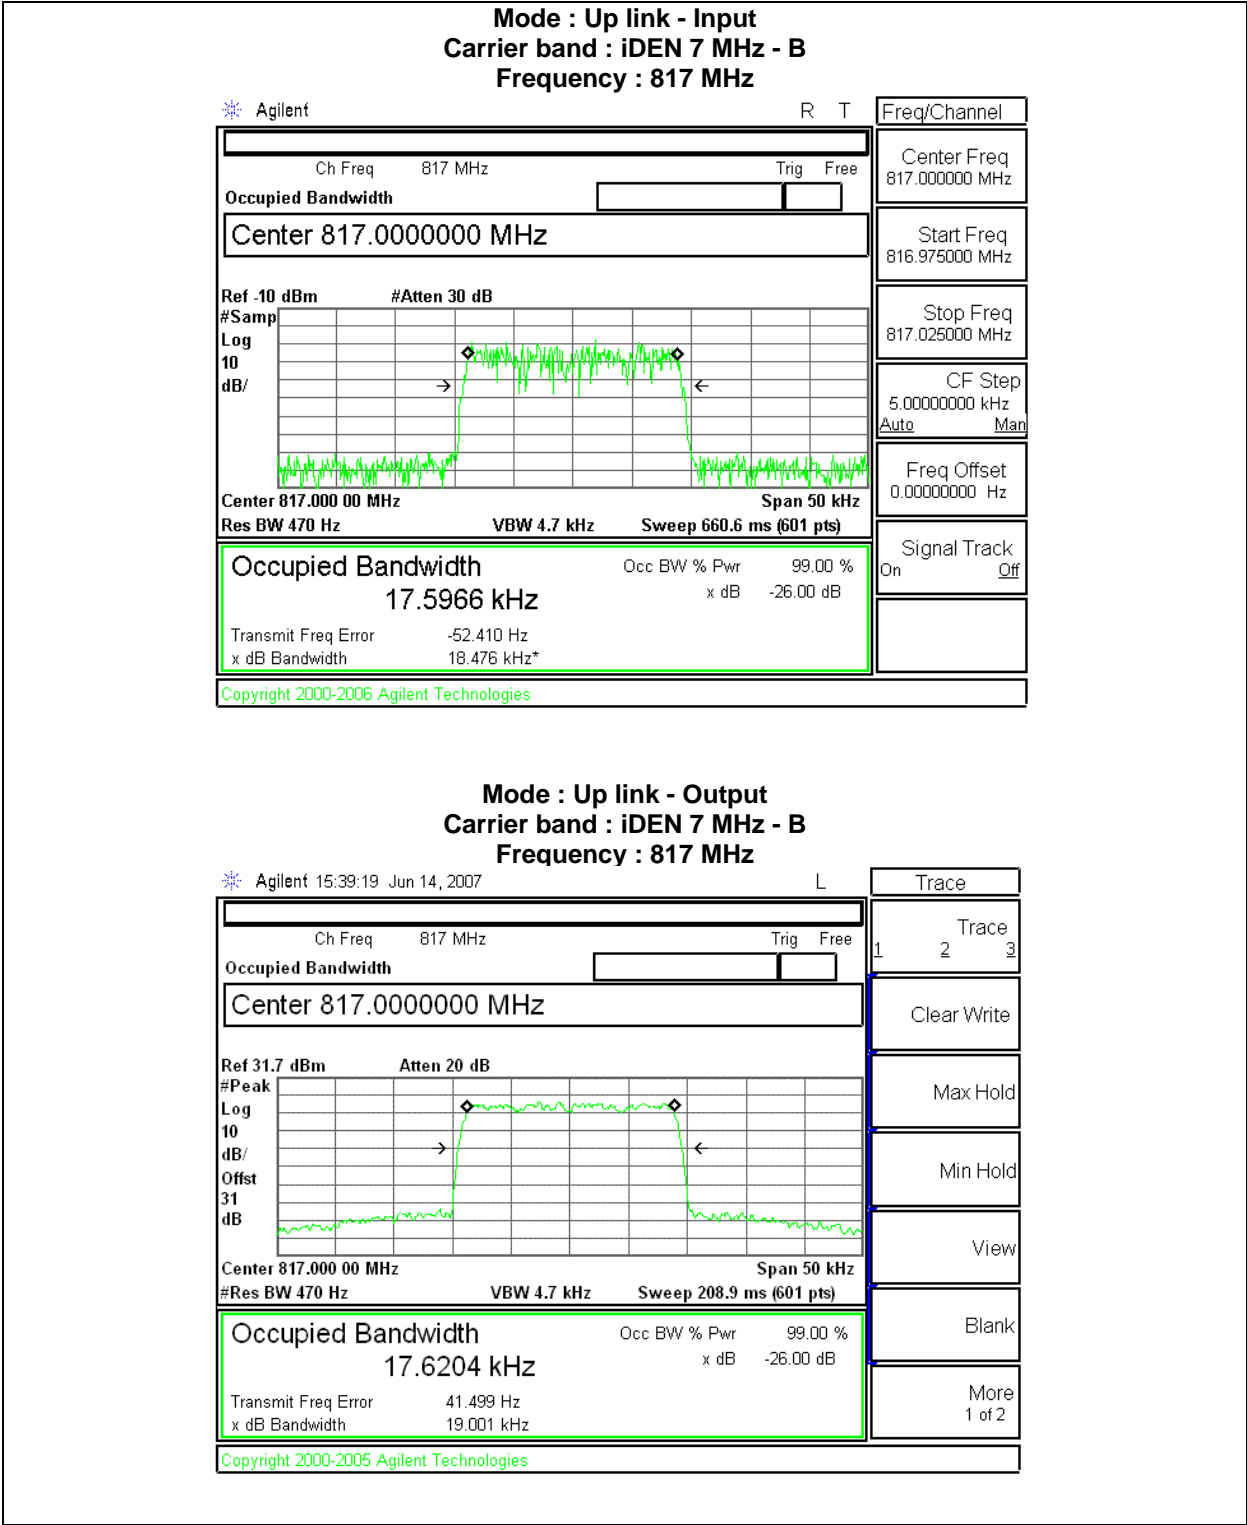 Mode : Up link - Input
Carrier band : iDEN 7 MHz - B
Frequency : 817 MHz
Agilent R T
Freq/Channel
Ch Freq 817 MHz Trig Free
Occupied Bandwidth
Center 817.0000000 MHz
Center Freq
817.000000 MHz
Start Freq
816.975000 MHz
Stop Freq
817.025000 MHz
CF Step
5.00000000 kHz
Auto Man
Freq Offset
0.00000000 Hz
Signal Track
On Off
Ref -10 dBm #Atten 30 dB
#Samp
Log
10
dB/
Center 817.000 00 MHz Span 50 kHz
Res BW 470 Hz VBW 4.7 kHz Sweep 660.6 ms (601 pts)
Occupied Bandwidth
17.5966 kHz
Occ BW % Pwr 99.00 %
x dB -26.00 dB
Transmit Freq Error -52.410 Hz
x dB Bandwidth 18.476 kHz*
Copyright 2000-2006 Agilent Technologies
Mode : Up link - Output
Carrier band : iDEN 7 MHz - B
Frequency : 817 MHz
Agilent 15:39:19 Jun 14, 2007 L
Trace
Ch Freq 817 MHz Trig Free
Occupied Bandwidth
Center 817.0000000 MHz
Trace
1 2 3
Clear Write
Max Hold
Min Hold
View
Blank
More
1 of 2
Ref 31.7 dBm Atten 20 dB
#Peak
Log
10
dB/
Offst
31
dB
Center 817.000 00 MHz Span 50 kHz
#Res BW 470 Hz VBW 4.7 kHz Sweep 208.9 ms (601 pts)
Occupied Bandwidth
17.6204 kHz
Occ BW % Pwr 99.00 %
x dB -26.00 dB
Transmit Freq Error 41.499 Hz
x dB Bandwidth 19.001 kHz
Copyright 2000-2005 Agilent Technologies